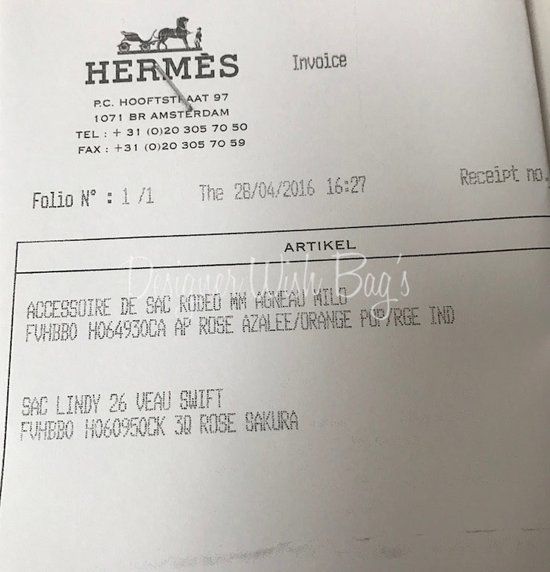 HERMÈS
Invoice
P.C. HOOFTSTRAAT 97
1071 BR AMSTERDAM
TEL : + 31 (0)20 305 70 50
FAX : +31 (0)20 305 70 59
Folio N° : 1 /1 The 28/04/2016 16:27 Receipt no.
ARTIKEL
Designer Wish Bag's
ACCESSOIRE DE SAC RODEO MM AGNEAU MILO
FVHBBO H064930CA AP ROSE AZALEE/ORANGE POP/RGE IND
SAC LINDY 26 VEAU SWIFT
FVHBBO H060950CK 3Q ROSE SAKURA